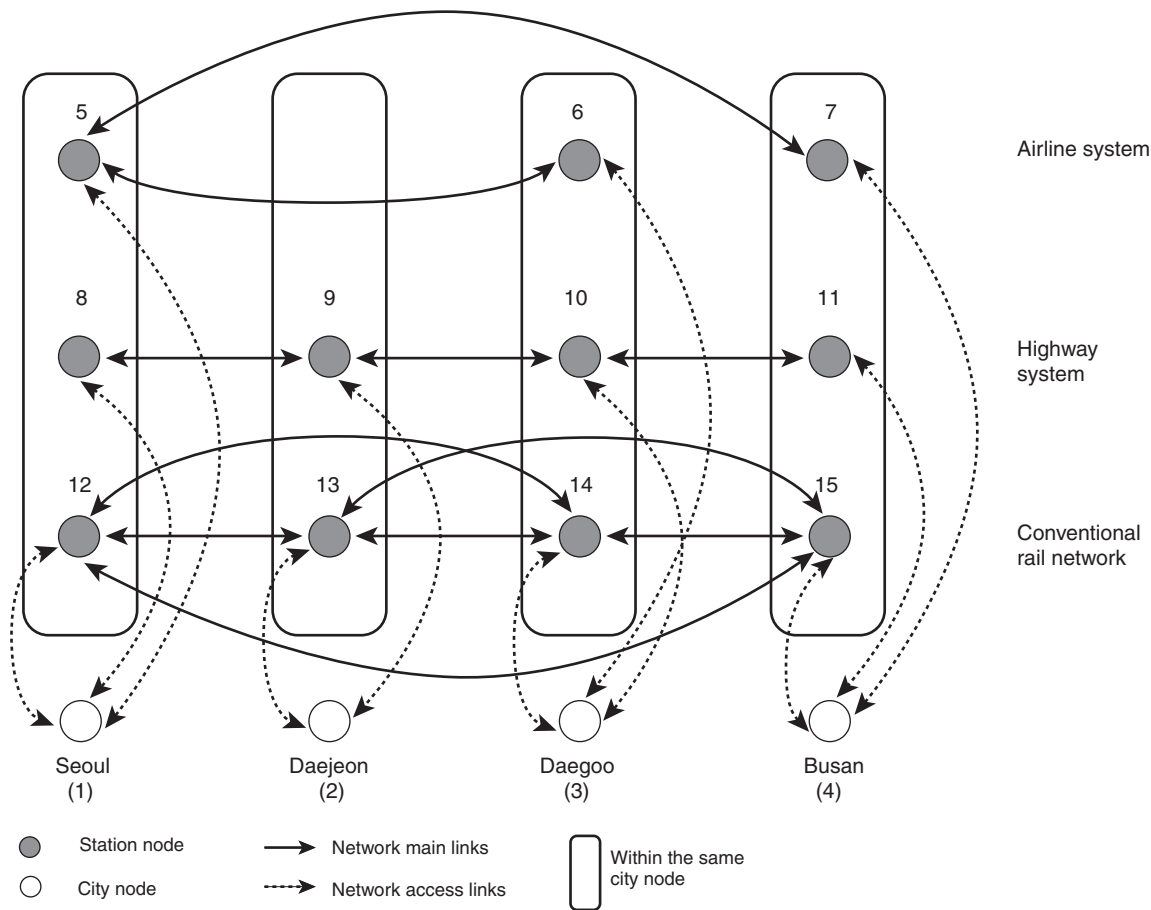 5
6
7
Airline system
8
9
10
11
Highway
system
12
13
14
15
Conventional
rail network
Seoul
(1)
Daejeon
(2)
Daegoo
(3)
Busan
(4)
Station node
Network main links
Within the same
city node
City node
Network access links